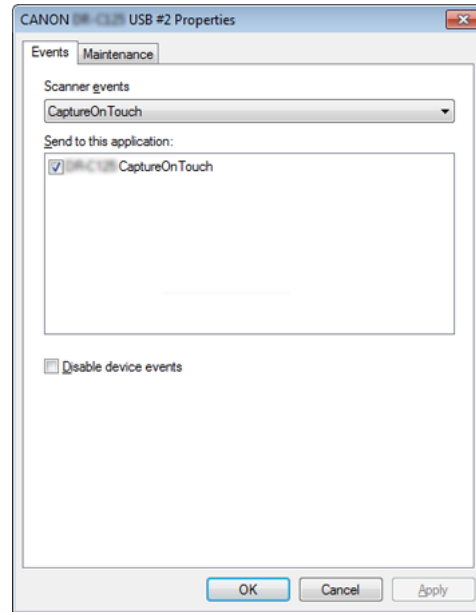 CANON USB #2 Properties
Events
Maintenance
Scanner events
CaptureOnTouch
Send to this application:
CaptureOnTouch
Disable device events
OK
Cancel
Apply